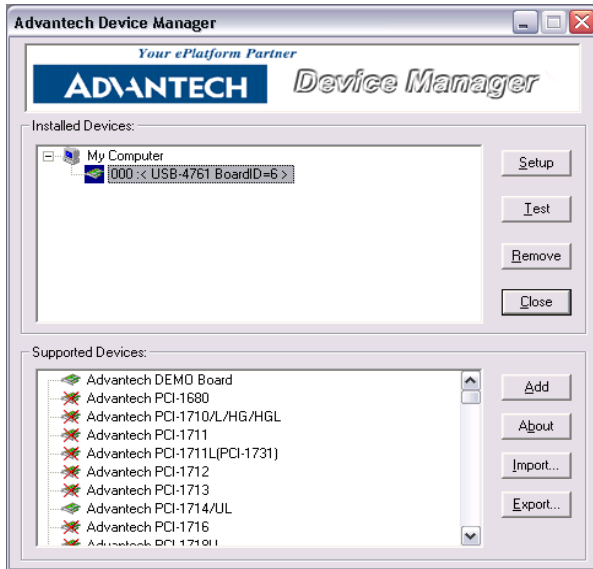 Advantech Device Manager
Your ePlatform Partner
ADVANTECH Device Manager
Installed Devices:
My Computer
000 :< USB-4761 BoardID=6 >
Setup
Test
Remove
Close
Supported Devices:
Advantech DEMO Board
Advantech PCI-1680
Advantech PCI-1710/L/HG/HGL
Advantech PCI-1711
Advantech PCI-1711L(PCI-1731)
Advantech PCI-1712
Advantech PCI-1713
Advantech PCI-1714/UL
Advantech PCI-1716
Advantech PCI-1718U
Add
About
Import...
Export...